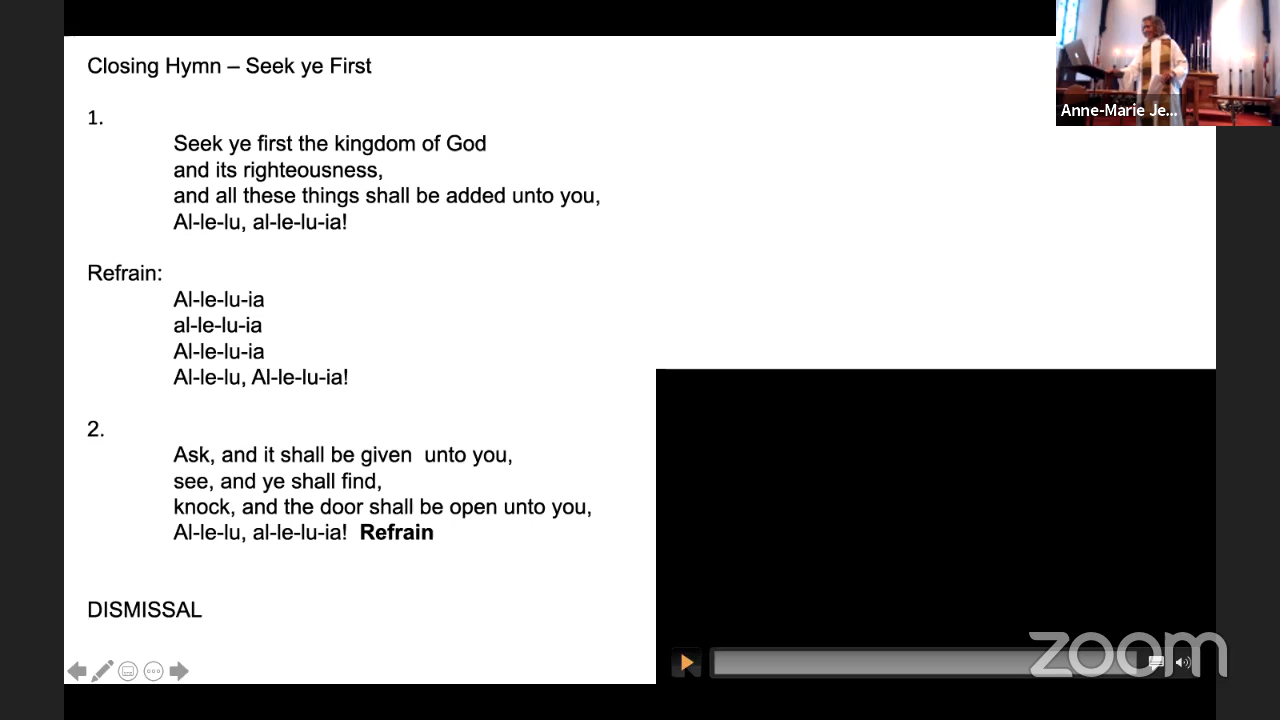 Closing Hymn – Seek ye First
1.
Seek ye first the kingdom of God
and its righteousness,
and all these things shall be added unto you,
Al-le-lu, al-le-lu-ia!
Refrain:
Al-le-lu-ia
al-le-lu-ia
Al-le-lu-ia
Al-le-lu, Al-le-lu-ia!
2.
Ask, and it shall be given  unto you,
see, and ye shall find,
knock, and the door shall be open unto you,
Al-le-lu, al-le-lu-ia!  Refrain
DISMISSAL
Anne-Marie Je...
zoom